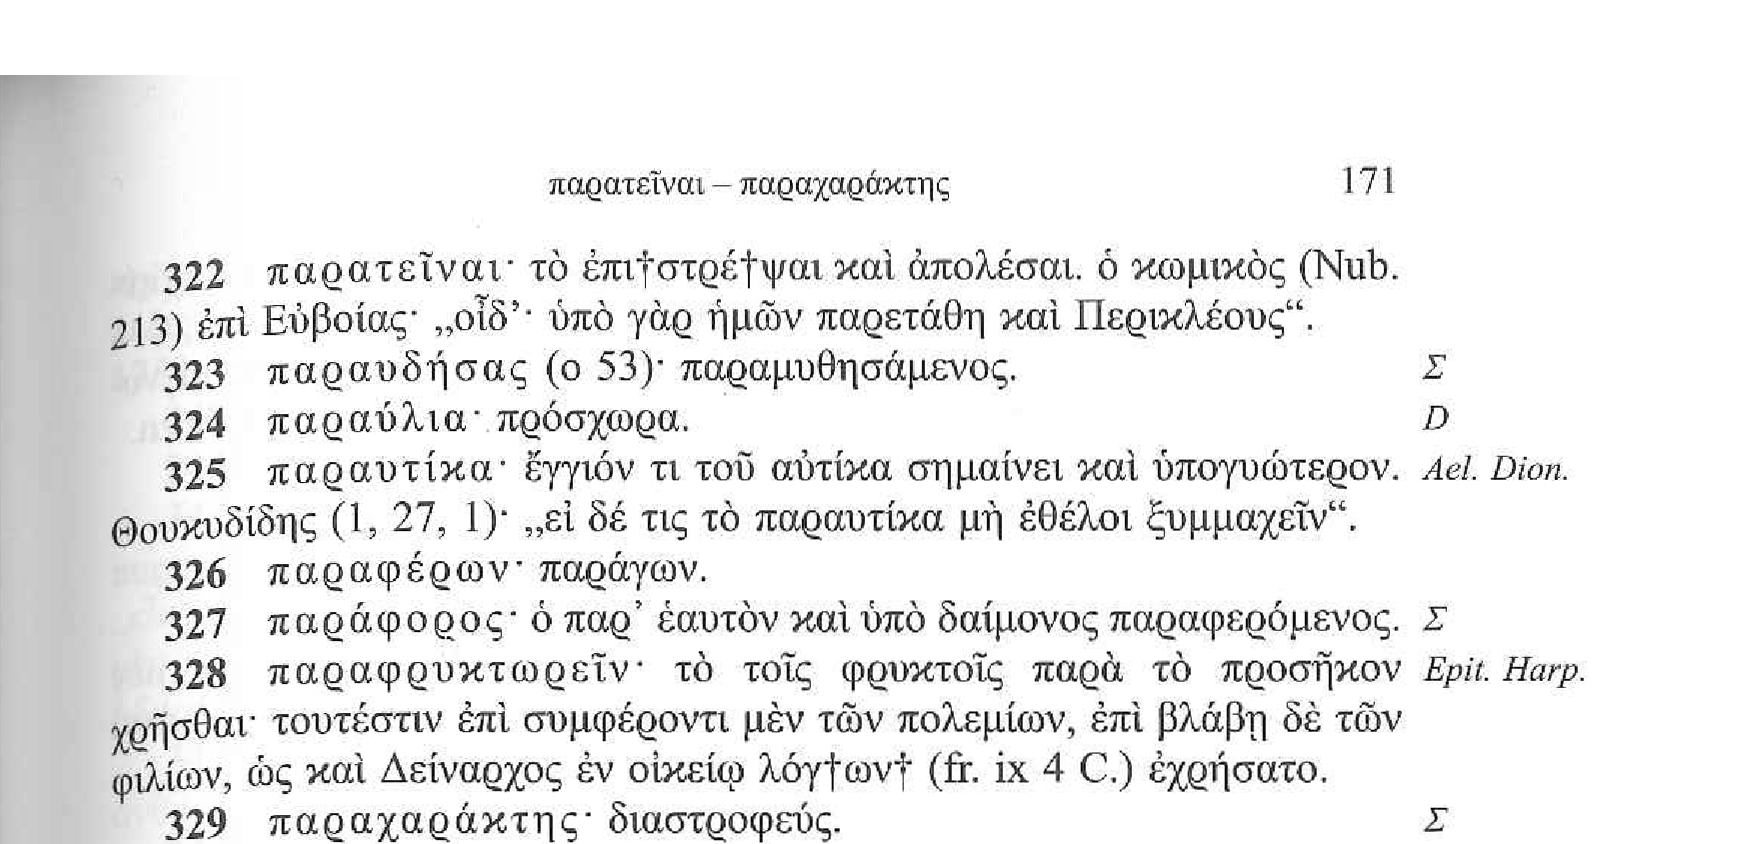 παρατεῖναι – παραχαράκτης 171
322 παρατεῖναι· τὸ ἐπι†στρέ†ψαι καὶ ἀπολέσαι. ὁ κωμικὸς (Nub.
213) ἐπὶ Εὐβοίας· „οἶδ’· ὑπὸ γὰρ ἡμῶν παρετάθη καὶ Περικλέους“.
323 παραυδήσας (ο 53)· παραμυθησάμενος. Σ
324 παραύλια· πρόσχωρα. D
325 παραυτίκα· ἔγγιόν τι τοῦ αὐτίκα σημαίνει καὶ ὑπογυώτερον. Ael. Dion.
Θουκυδίδης (1, 27, 1)· „εἰ δέ τις τὸ παραυτίκα μὴ ἐθέλοι ξυμμαχεῖν“.
326 παραφέρων· παράγων.
327 παράφορος· ὁ παρ’ ἑαυτὸν καὶ ὑπὸ δαίμονος παραφερόμενος. Σ
328 παραφρυκτωρεῖν· τὸ τοῖς φρυκτοῖς παρὰ τὸ προσῆκον Epit. Harp.
χρῆσθαι· τουτέστιν ἐπὶ συμφέροντι μὲν τῶν πολεμίων, ἐπὶ βλάβῃ δὲ τῶν
φιλίων, ὡς καὶ Δείναρχος ἐν οἰκείῳ λόγ†ων† (fr. ix 4 C.) ἐχρήσατο.
329 παραχαράκτης· διαστροφεύς. Σ